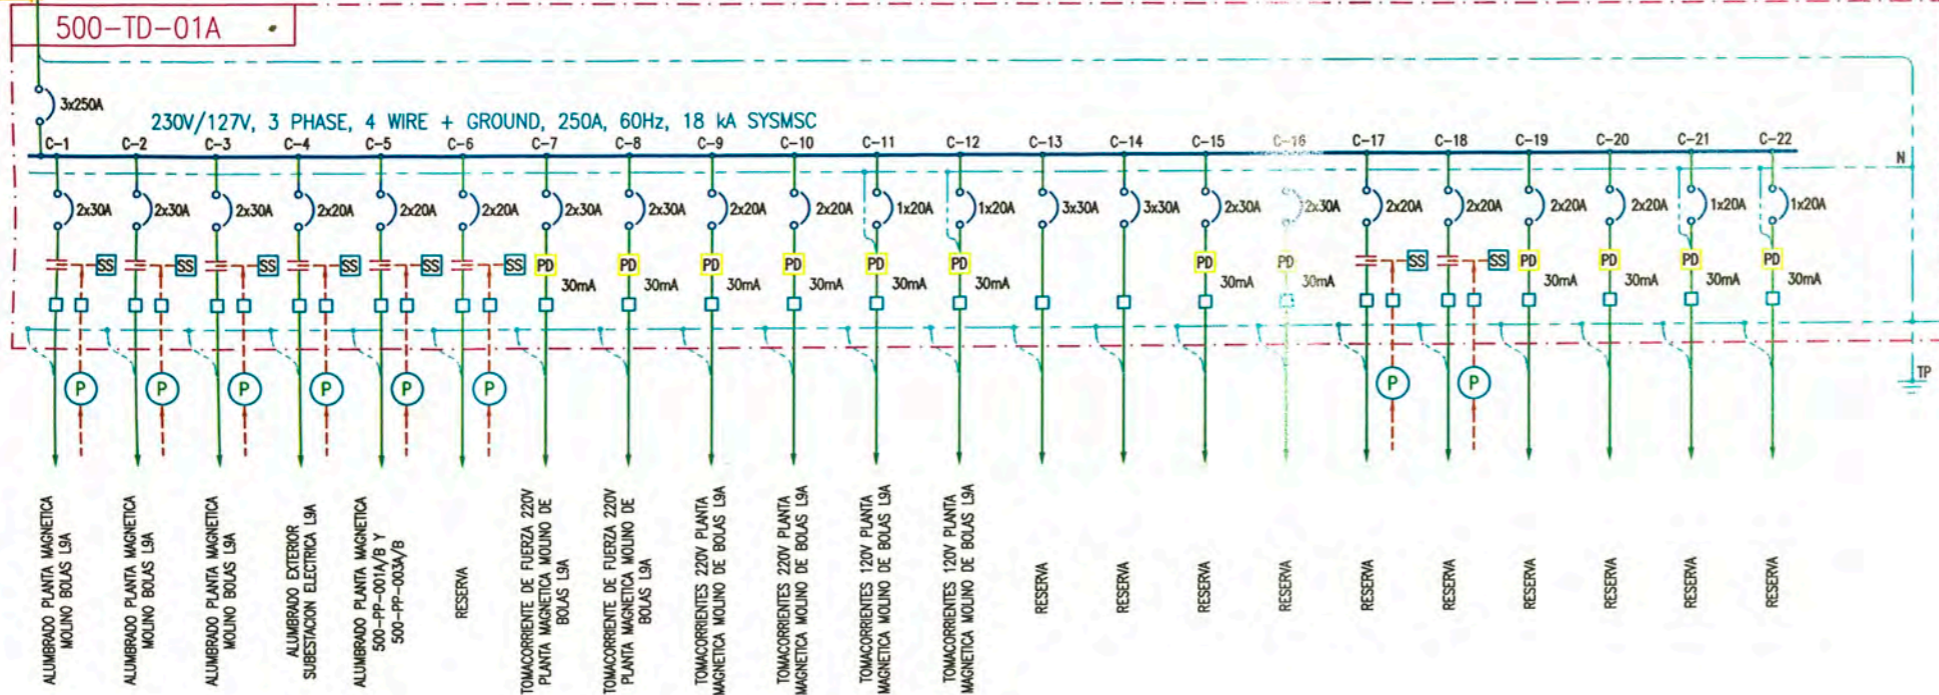 500-TD-01A
3x250A
230V/127V, 3 PHASE, 4 WIRE + GROUND, 250A, 60Hz, 18 kA SYSMSC
C-1 C-2 C-3 C-4 C-5 C-6 C-7 C-8 C-9 C-10 C-11 C-12 C-13 C-14 C-15 C-16 C-17 C-18 C-19 C-20 C-21 C-22
N
2x30A 2x30A 2x30A 2x20A 2x20A 2x20A 2x30A 2x30A 2x20A 2x20A 1x20A 1x20A 3x30A 3x30A 2x30A 2x30A 2x20A 2x20A 2x20A 2x20A 1x20A 1x20A
SS SS SS SS SS SS PD PD PD PD PD PD PD PD SS SS PD PD PD PD
30mA 30mA 30mA 30mA 30mA 30mA 30mA 30mA 30mA 30mA 30mA 30mA
P P P P P P P P
TP
ALUMBRADO PLANTA MAGNETICA
MOLINO BOLAS L9A
ALUMBRADO PLANTA MAGNETICA
MOLINO BOLAS L9A
ALUMBRADO PLANTA MAGNETICA
MOLINO BOLAS L9A
ALUMBRADO EXTERIOR
SUBESTACION ELECTRICA L9A
ALUMBRADO PLANTA MAGNETICA
500-PP-001A/B Y
500-PP-003A/B
RESERVA
TOMACORRIENTE DE FUERZA 220V
PLANTA MAGNETICA MOLINO DE
BOLAS L9A
TOMACORRIENTE DE FUERZA 220V
PLANTA MAGNETICA MOLINO DE
BOLAS L9A
TOMACORRIENTES 220V PLANTA
MAGNETICA MOLINO DE BOLAS L9A
TOMACORRIENTES 220V PLANTA
MAGNETICA MOLINO DE BOLAS L9A
TOMACORRIENTES 120V PLANTA
MAGNETICA MOLINO DE BOLAS L9A
TOMACORRIENTES 120V PLANTA
MAGNETICA MOLINO DE BOLAS L9A
RESERVA
RESERVA
RESERVA
RESERVA
RESERVA
RESERVA
RESERVA
RESERVA
RESERVA
RESERVA